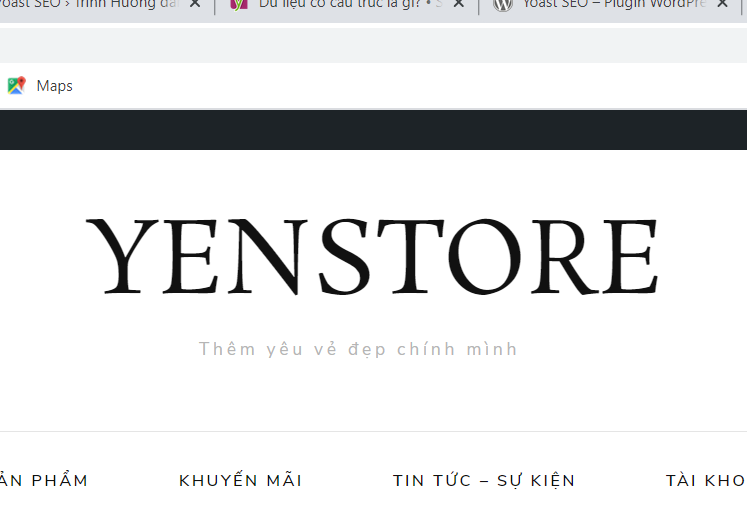 oast SEO › Trình Hướng dẫ
Dữ liệu có cấu trúc là gì? • S
Yoast SEO – Plugin WordPre
Maps
YENSTORE
Thêm yêu vẻ đẹp chính mình
ẢN PHẨM
KHUYẾN MÃI
TIN TỨC – SỰ KIỆN
TÀI KHO